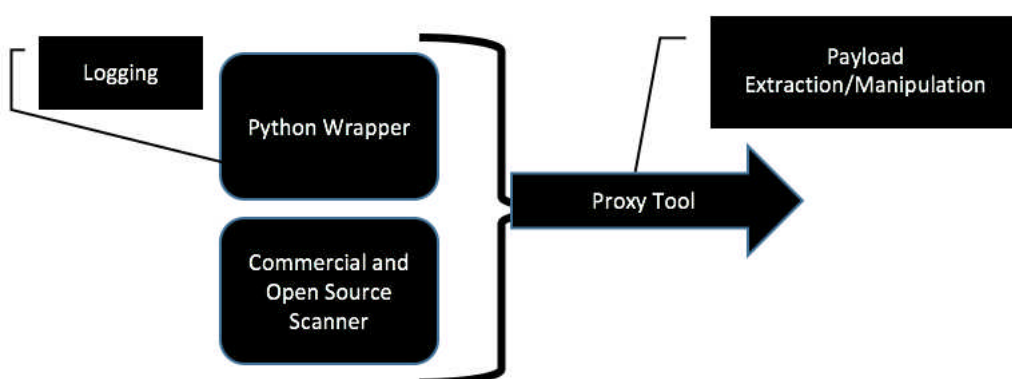 Logging
Python Wrapper
Commercial and
Open Source
Scanner
Proxy Tool
Payload
Extraction/Manipulation